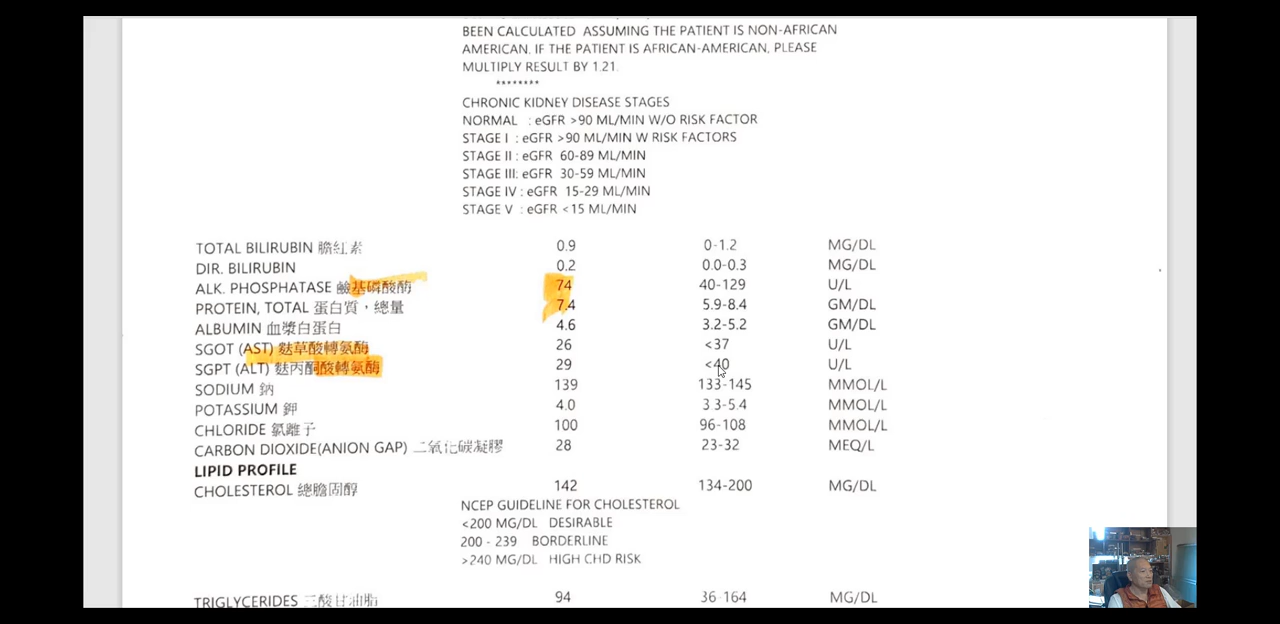 BEEN CALCULATED ASSUMING THE PATIENT IS NON-AFRICAN
AMERICAN. IF THE PATIENT IS AFRICAN-AMERICAN, PLEASE
MULTIPLY RESULT BY 1.21.
********
CHRONIC KIDNEY DISEASE STAGES
NORMAL : eGFR >90 ML/MIN W/O RISK FACTOR
STAGE I : eGFR >90 ML/MIN W RISK FACTORS
STAGE II : eGFR 60-89 ML/MIN
STAGE III: eGFR 30-59 ML/MIN
STAGE IV : eGFR 15-29 ML/MIN
STAGE V : eGFR <15 ML/MIN
TOTAL BILIRUBIN 膽紅素 0.9 0-1.2 MG/DL
DIR. BILIRUBIN 0.2 0.0-0.3 MG/DL
ALK. PHOSPHATASE 鹼基磷酸酶 74 40-129 U/L
PROTEIN, TOTAL 蛋白質，總量 7.4 5.9-8.4 GM/DL
ALBUMIN 血漿白蛋白 4.6 3.2-5.2 GM/DL
SGOT (AST) 麩草酸轉氨酶 26 <37 U/L
SGPT (ALT) 麩丙酮酸轉氨酶 29 <40 U/L
SODIUM 鈉 139 133-145 MMOL/L
POTASSIUM 鉀 4.0 3.3-5.4 MMOL/L
CHLORIDE 氯離子 100 96-108 MMOL/L
CARBON DIOXIDE(ANION GAP) 二氧化碳凝膠 28 23-32 MEQ/L
LIPID PROFILE
CHOLESTEROL 總膽固醇 142 134-200 MG/DL
NCEP GUIDELINE FOR CHOLESTEROL
<200 MG/DL DESIRABLE
200 - 239 BORDERLINE
>240 MG/DL HIGH CHD RISK
TRIGLYCERIDES 三酸甘油脂 94 36-164 MG/DL